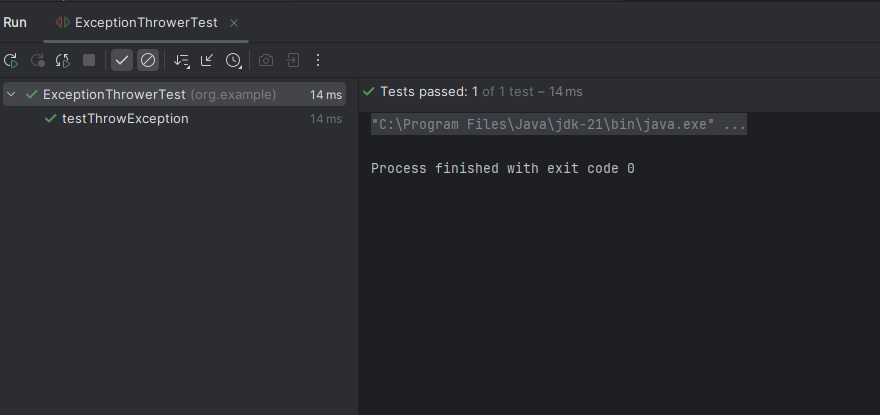 Run ExceptionThrowerTest
ExceptionThrowerTest (org.example) 14 ms
testThrowException 14 ms
Tests passed: 1 of 1 test – 14 ms
"C:\Program Files\Java\jdk-21\bin\java.exe" ...
Process finished with exit code 0